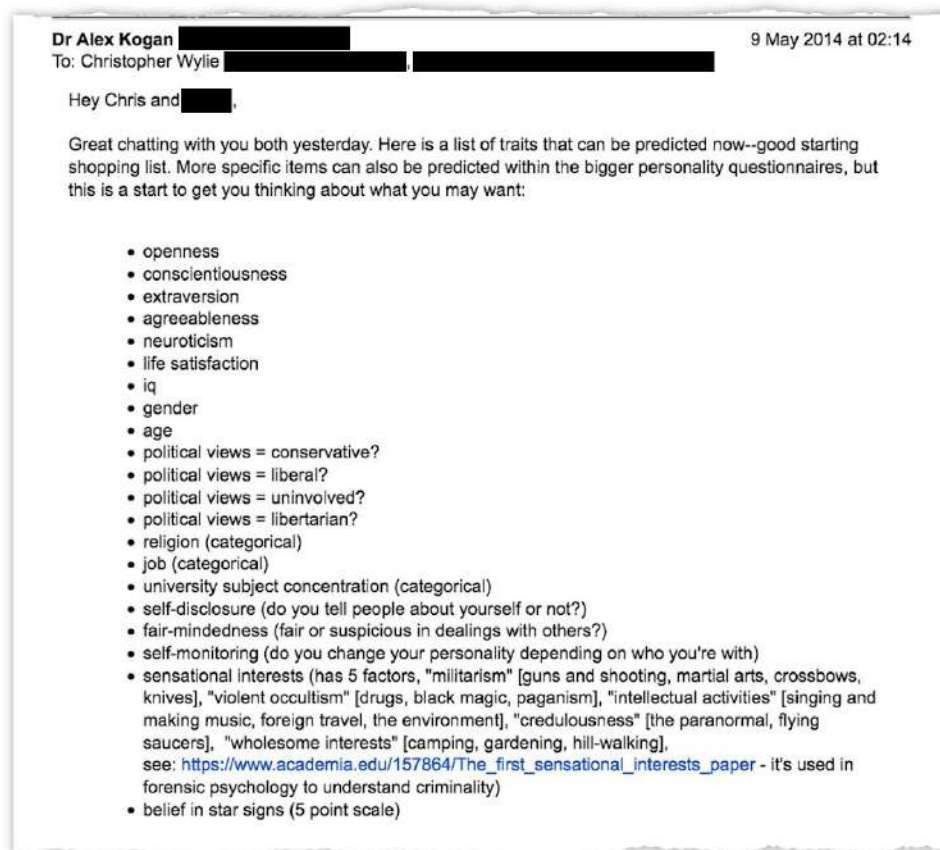 Dr Alex Kogan 9 May 2014 at 02:14
To: Christopher Wylie ,
Hey Chris and ,
Great chatting with you both yesterday. Here is a list of traits that can be predicted now--good starting
shopping list. More specific items can also be predicted within the bigger personality questionnaires, but
this is a start to get you thinking about what you may want:
• openness
• conscientiousness
• extraversion
• agreeableness
• neuroticism
• life satisfaction
• iq
• gender
• age
• political views = conservative?
• political views = liberal?
• political views = uninvolved?
• political views = libertarian?
• religion (categorical)
• job (categorical)
• university subject concentration (categorical)
• self-disclosure (do you tell people about yourself or not?)
• fair-mindedness (fair or suspicious in dealings with others?)
• self-monitoring (do you change your personality depending on who you're with)
• sensational interests (has 5 factors, "militarism" [guns and shooting, martial arts, crossbows,
knives], "violent occultism" [drugs, black magic, paganism], "intellectual activities" [singing and
making music, foreign travel, the environment], "credulousness" [the paranormal, flying
saucers], "wholesome interests" [camping, gardening, hill-walking],
see: https://www.academia.edu/157864/The_first_sensational_interests_paper - it's used in
forensic psychology to understand criminality)
• belief in star signs (5 point scale)